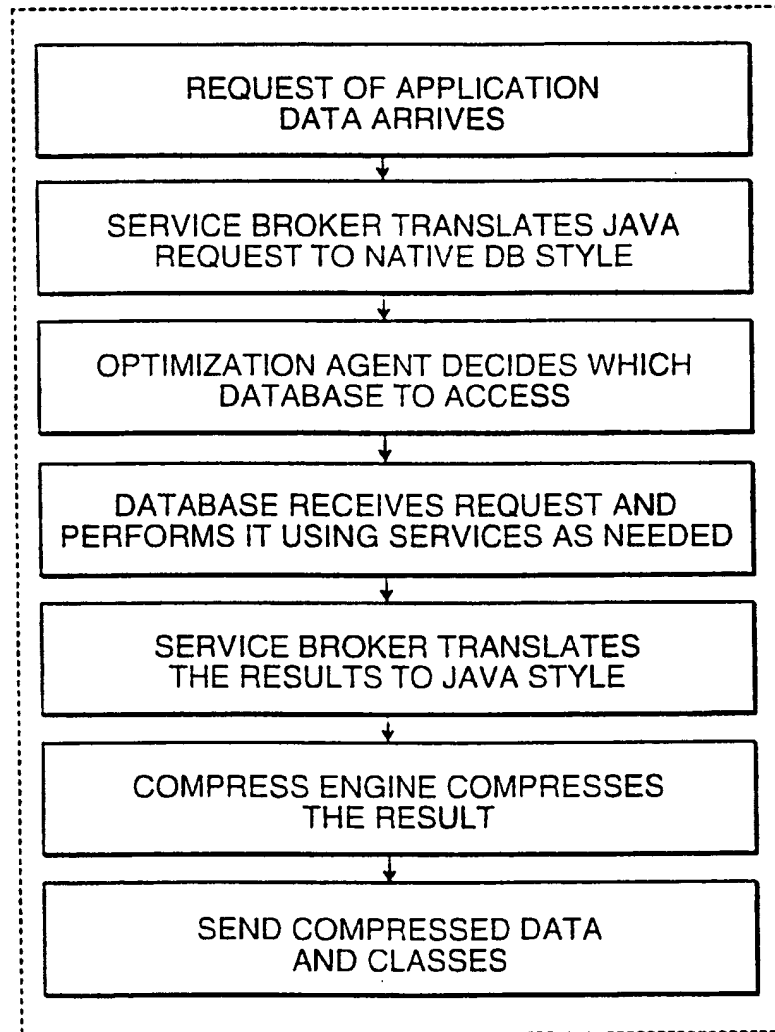 REQUEST OF APPLICATION
DATA ARRIVES
SERVICE BROKER TRANSLATES JAVA
REQUEST TO NATIVE DB STYLE
OPTIMIZATION AGENT DECIDES WHICH
DATABASE TO ACCESS
DATABASE RECEIVES REQUEST AND
PERFORMS IT USING SERVICES AS NEEDED
SERVICE BROKER TRANSLATES
THE RESULTS TO JAVA STYLE
COMPRESS ENGINE COMPRESSES
THE RESULT
SEND COMPRESSED DATA
AND CLASSES